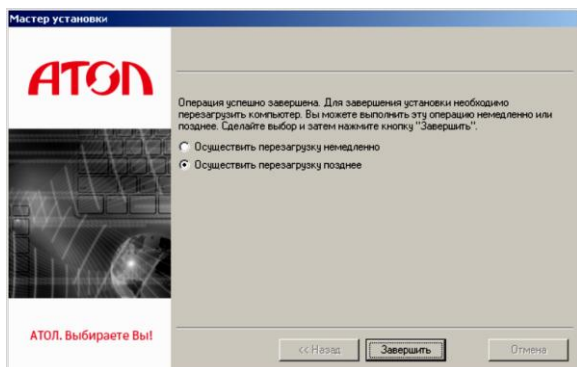 Мастер установки
АТОЛ
Операция успешно завершена. Для завершения установки необходимо
перезагрузить компьютер. Вы можете выполнить эту операцию немедленно или
позднее. Сделайте выбор и затем нажмите кнопку "Завершить".
Осуществить перезагрузку немедленно
Осуществить перезагрузку позднее
АТОЛ. Выбираете Вы!
<< Назад
Завершить
Отмена